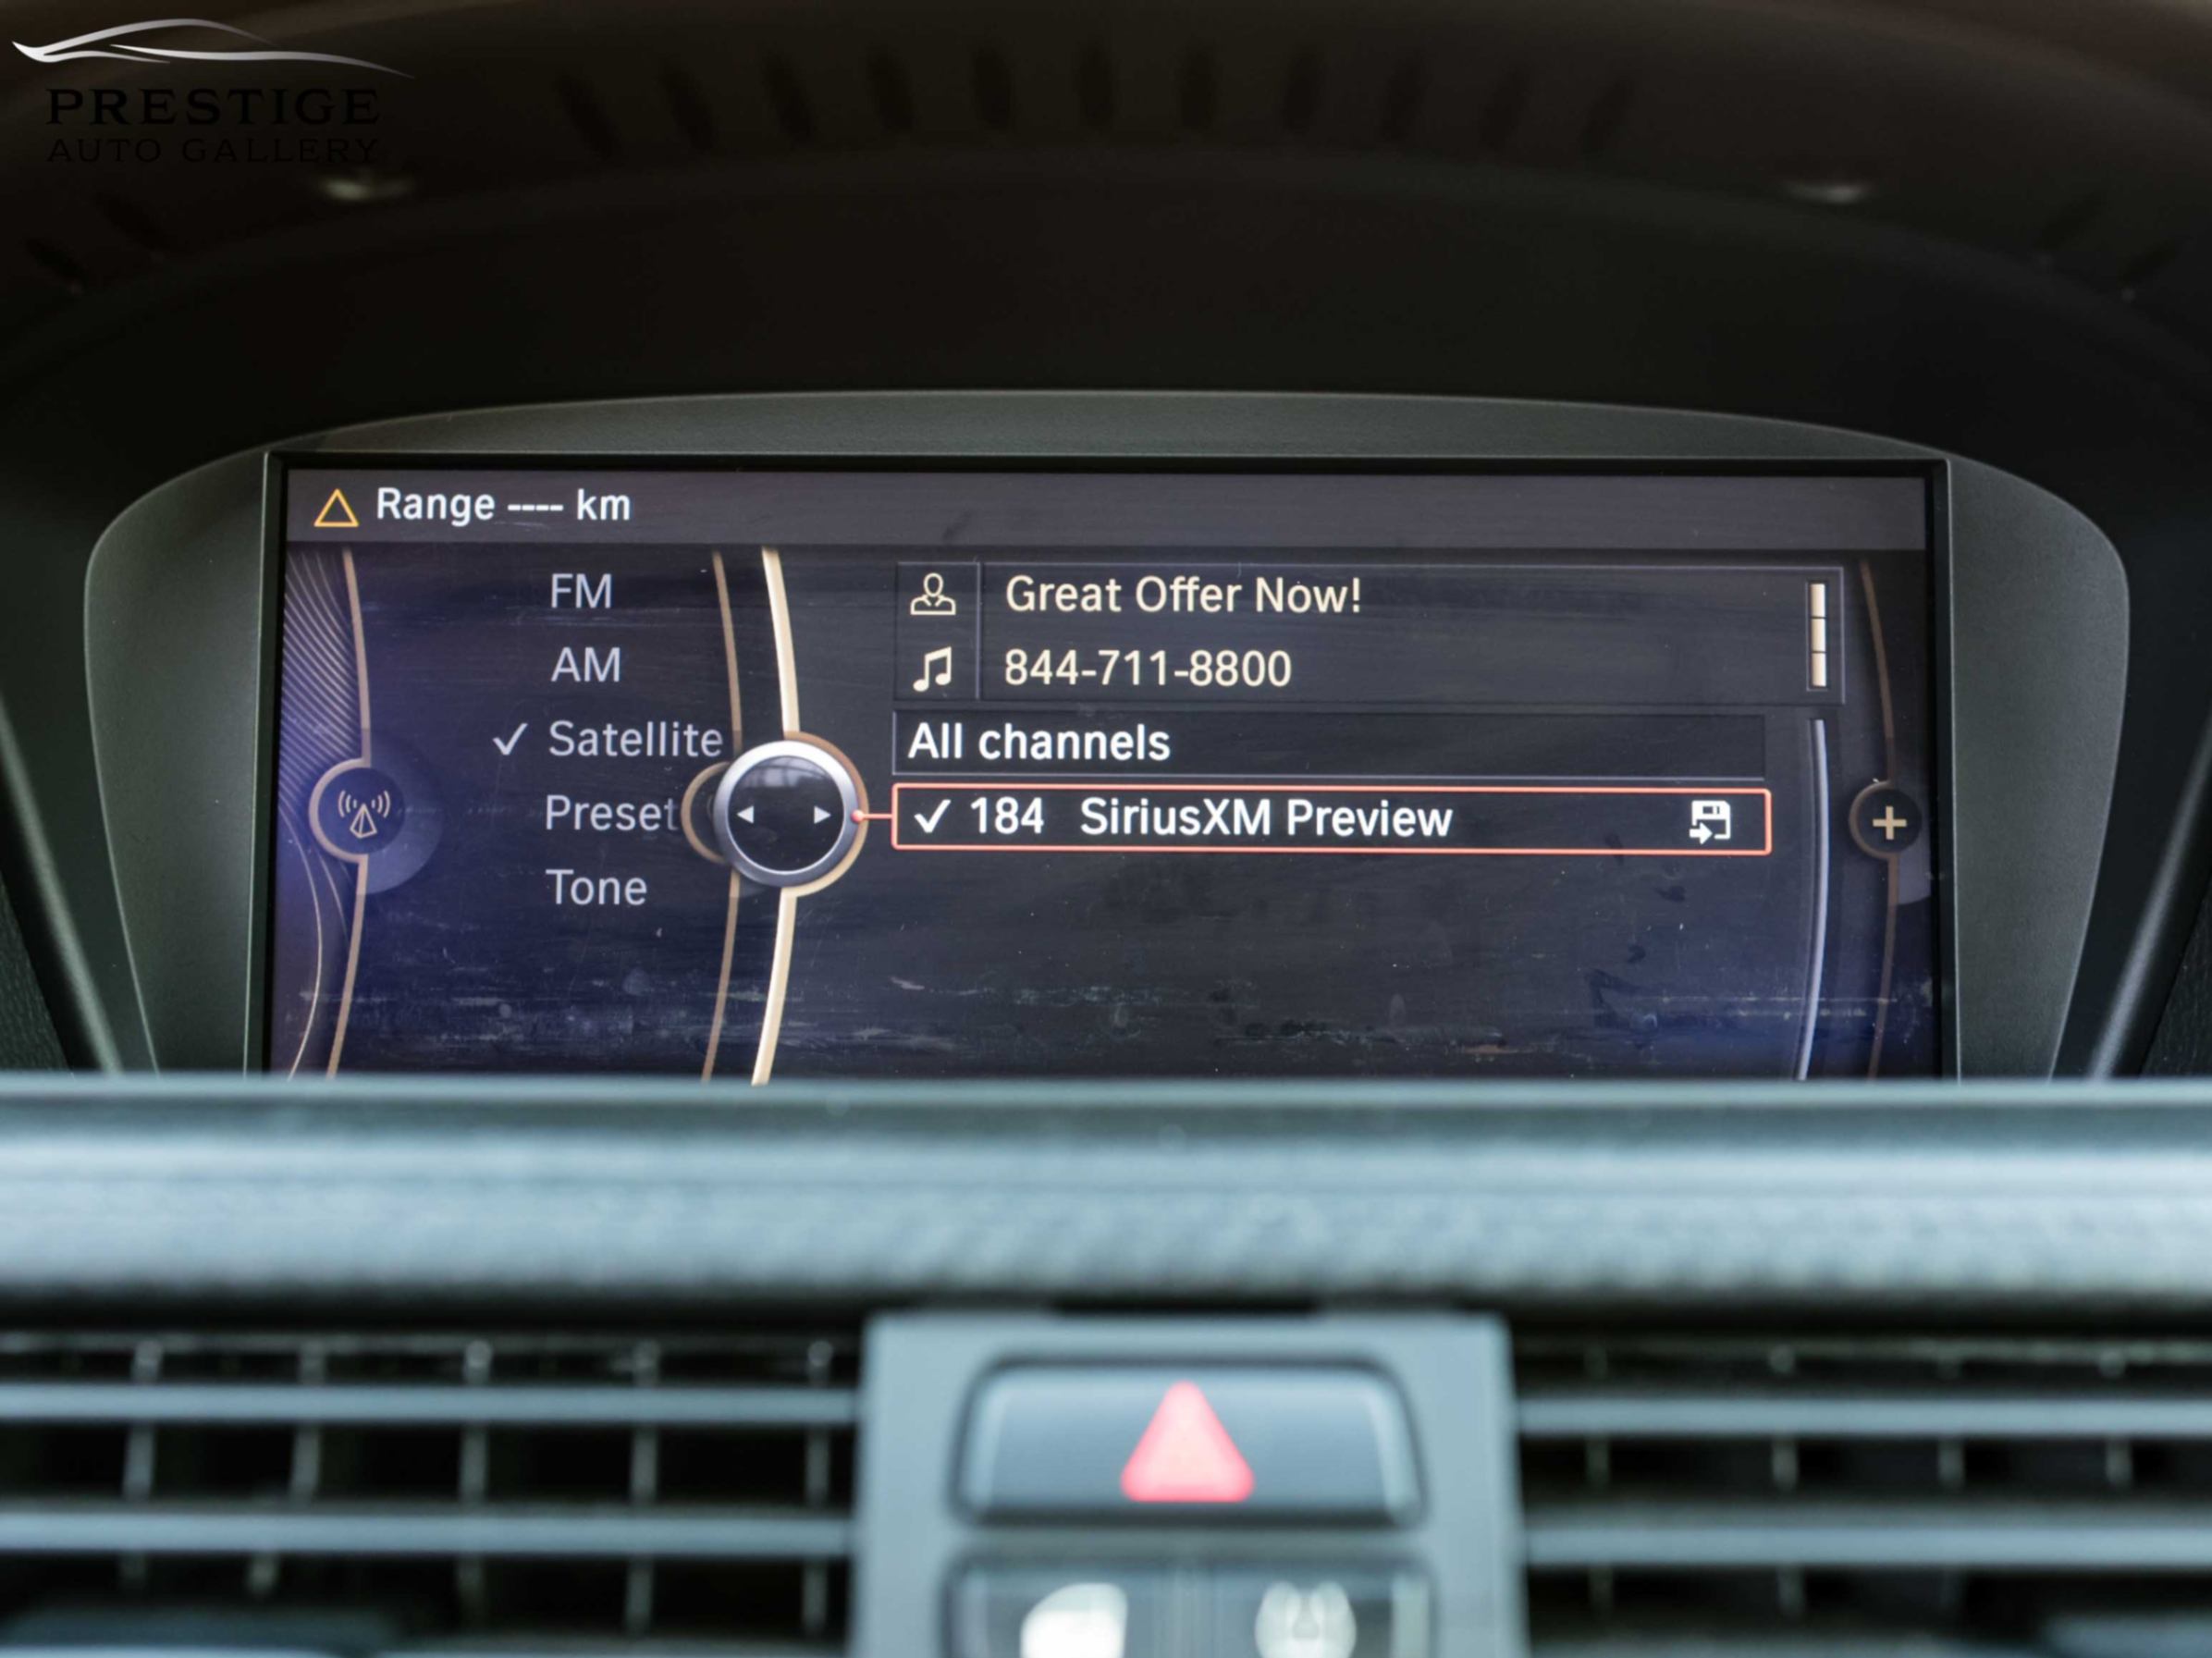 PRESTIGE
AUTO GALLERY
Range ---- km
FM
AM
✓ Satellite
Preset
Tone
Great Offer Now!
844-711-8800
All channels
✓ 184 SiriusXM Preview